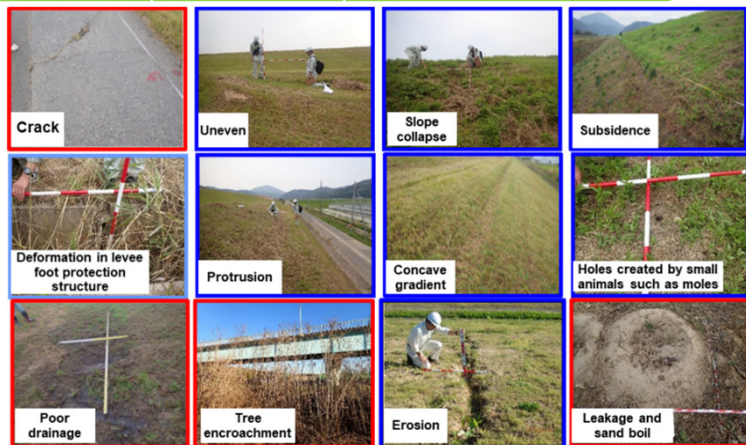 Crack
Uneven
Slope
collapse
Subsidence
Deformation in levee
foot protection
structure
Protrusion
Concave
gradient
Holes created by small
animals such as moles
Poor
drainage
Tree
encroachment
Erosion
Leakage and
sand boil